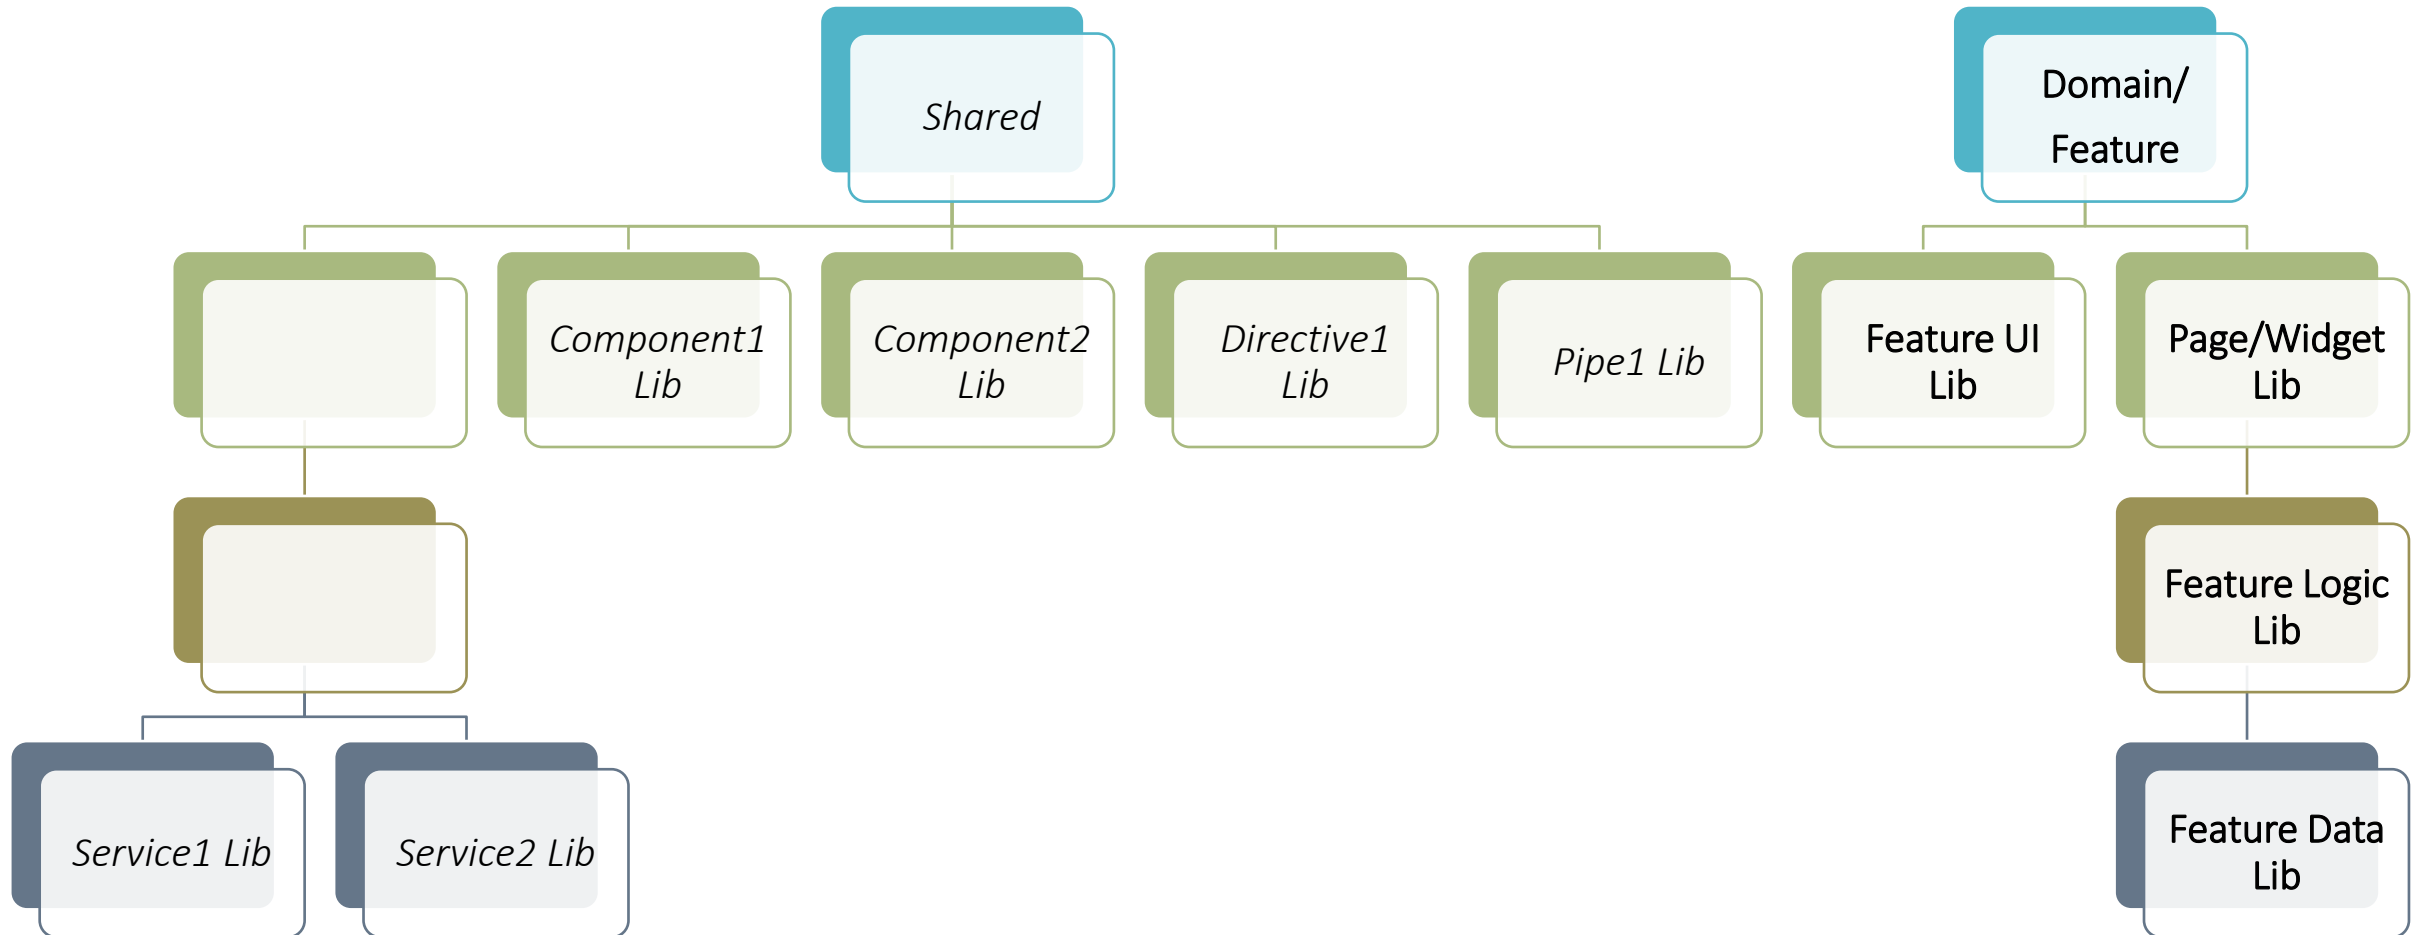 Shared
Domain/
Feature
Component1
Lib
Component2
Lib
Directive1
Lib
Pipe1 Lib
Feature UI
Lib
Page/Widget
Lib
Feature Logic
Lib
Service1 Lib
Service2 Lib
Feature Data
Lib